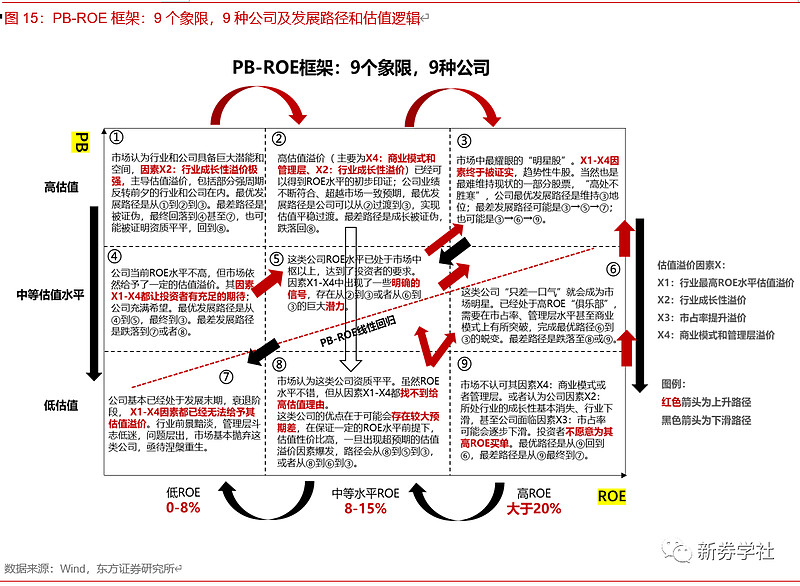 图 15：PB-ROE 框架：9 个象限，9 种公司及发展路径和估值逻辑
PB-ROE框架：9个象限，9种公司
PB
高估值
中等估值水平
低估值
①
市场认为行业和公司具备巨大潜能和
空间，因素X2：行业成长性溢价极
强，主导估值溢价，包括部分强周期
反转前夕的行业和公司在内。最优发
展路径是从①到②到③。最差路径是
被证伪，最终回落到④甚至⑦，也可
能被证明资质平平，回到⑧。
②
高估值溢价（主要为X4：商业模式和
管理层、X2：行业成长性溢价）已经
可以得到ROE水平的初步印证；公司业绩
不断符合、超越市场一致预期，最优发
展路径是公司可以从②过渡到③，实现
估值平稳过渡。最差路径是成长被证伪，
跌落回⑧。
③
市场中最耀眼的“明星股”。X1-X4因
素终于被证实，趋势性牛股。当然也是
最难维持现状的一部分股票，“高处不
胜寒”，公司最优发展路径是维持③地
位；最差发展路径可能是③→⑤→⑦；
也可能是③→⑥→⑨。
④
公司当前ROE水平不高，但市场依
然给予了一定的估值溢价。其因素
X1-X4都让投资者有充足的期待；
公司充满希望。最优发展路径是从
④到⑤，最终到③。最差发展路径
是跌落到⑦或者⑧。
⑤
这类公司ROE水平已处于市场中
枢以上，达到了投资者的要求。
因素X1-X4中出现了一些明确的
信号，存在从②到③或者从⑥到
③的巨大潜力。
PB-ROE线性回归
⑥
这类公司“只差一口气”就会成为市
场明星。已经处于高ROE“俱乐部”，
需要在市占率、管理层水平甚至商业
模式上有所突破，完成最优路径⑥到
③的蜕变。最差路径是跌落至⑧或⑨。
⑦
公司基本已经处于发展末期，衰退阶
段，X1-X4因素都已经无法给予其
估值溢价。行业前景黯淡，管理层斗
志低迷，问题层出，市场基本抛弃这
类公司，亟待涅槃重生。
⑧
市场认为这类公司资质平平。虽然ROE
水平不错，但从因素X1-X4都找不到给
高估值理由。
这类公司的优点在于可能会存在较大预
期差，在保证一定的ROE水平前提下，
估值性价比高，一旦出现超预期的估值
溢价因素爆发，路径会从⑧到⑤到③，
或者从⑧到⑥到③。
⑨
市场不认可其因素X4：商业模式或
者管理层。或者认为公司因素X2：
所处行业的成长性基本消失、行业下
滑，甚至公司面临因素X3：市占率
可能会逐步下滑。投资者不愿意为其
高ROE买单。最优路径是从⑨回到
⑥，最差路径是从⑨最终到⑦。
估值溢价因素X：
X1：行业最高ROE水平估值溢价
X2：行业成长性溢价
X3：市占率提升溢价
X4：商业模式和管理层溢价
图例：
红色箭头为上升路径
黑色箭头为下滑路径
低ROE
0-8%
中等水平ROE
8-15%
高ROE
大于20%
ROE
新券学社
数据来源：Wind，东方证券研究所